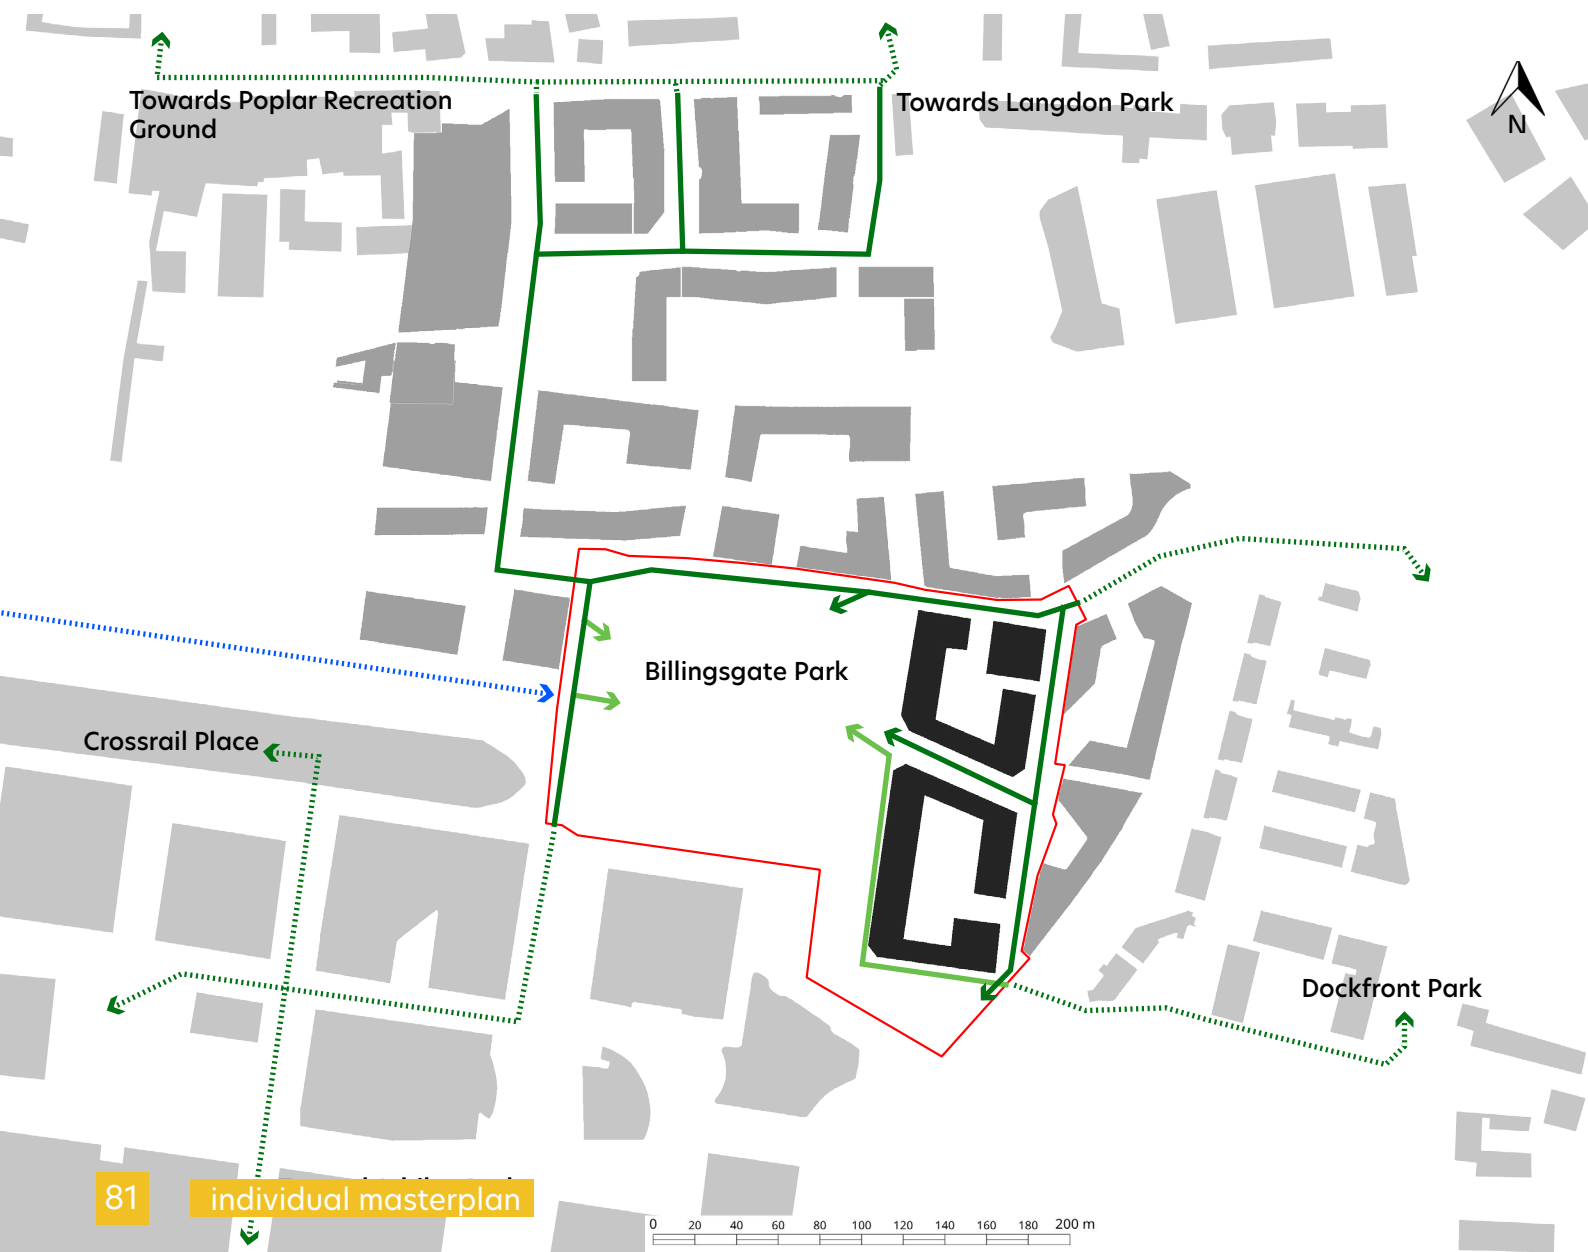 Towards Poplar Recreation
Ground
Towards Langdon Park
N
Billingsgate Park
Crossrail Place
Dockfront Park
81
individual masterplan
0 20 40 60 80 100 120 140 160 180 200 m